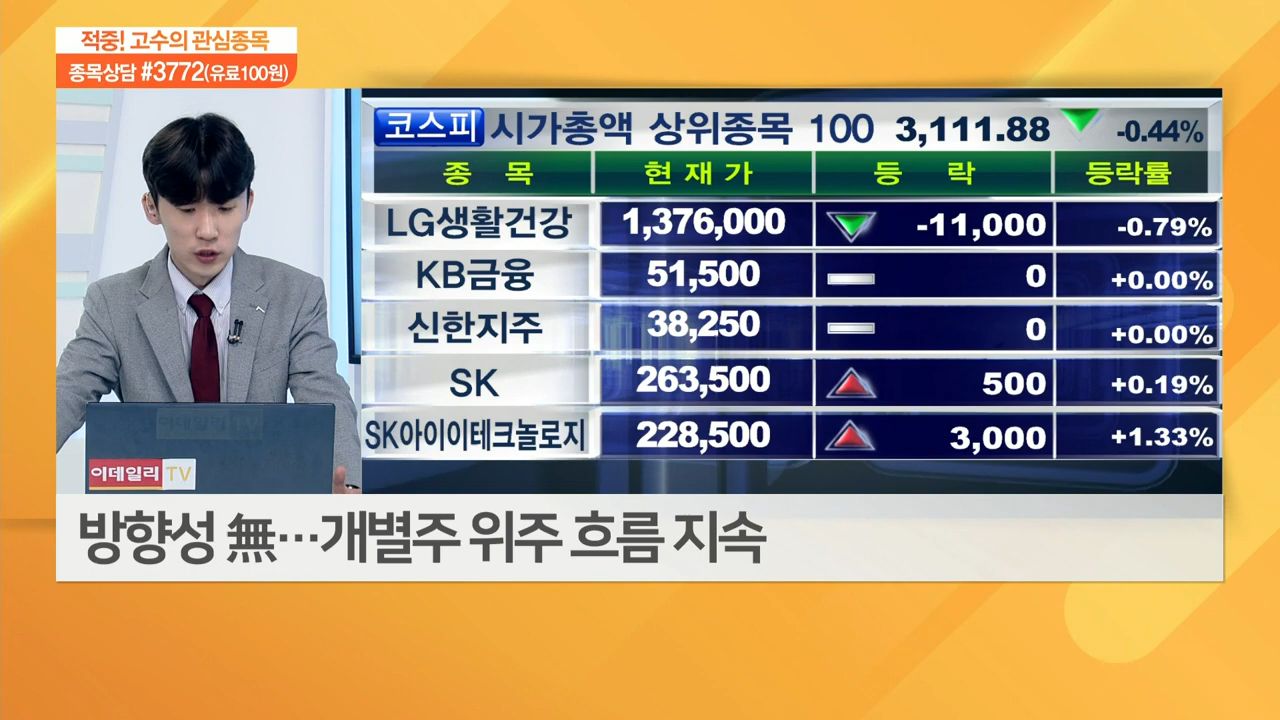 적중! 고수의 관심종목
종목상담 #3772(유료100원)
코스피 시가총액 상위종목 100 3,111.88 -0.44%
종 목 현재가 등 락 등락률
LG생활건강 1,376,000 -11,000 -0.79%
KB금융 51,500 0 +0.00%
신한지주 38,250 0 +0.00%
SK 263,500 500 +0.19%
SK아이이테크놀로지 228,500 3,000 +1.33%
이데일리TV
이데일리 TV
방향성 無…개별주 위주 흐름 지속